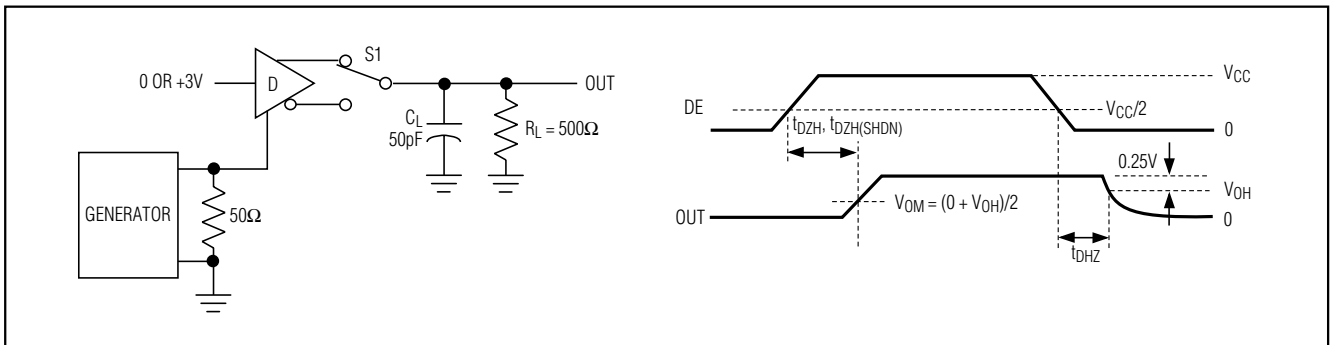 0 OR +3V
D
S1
OUT
C_L
50pF
R_L = 500Ω
GENERATOR
50Ω
DE
V_CC
V_CC/2
0
t_DZH, t_DZH(SHDN)
0.25V
V_OH
OUT
V_OM = (0 + V_OH)/2
0
t_DHZ